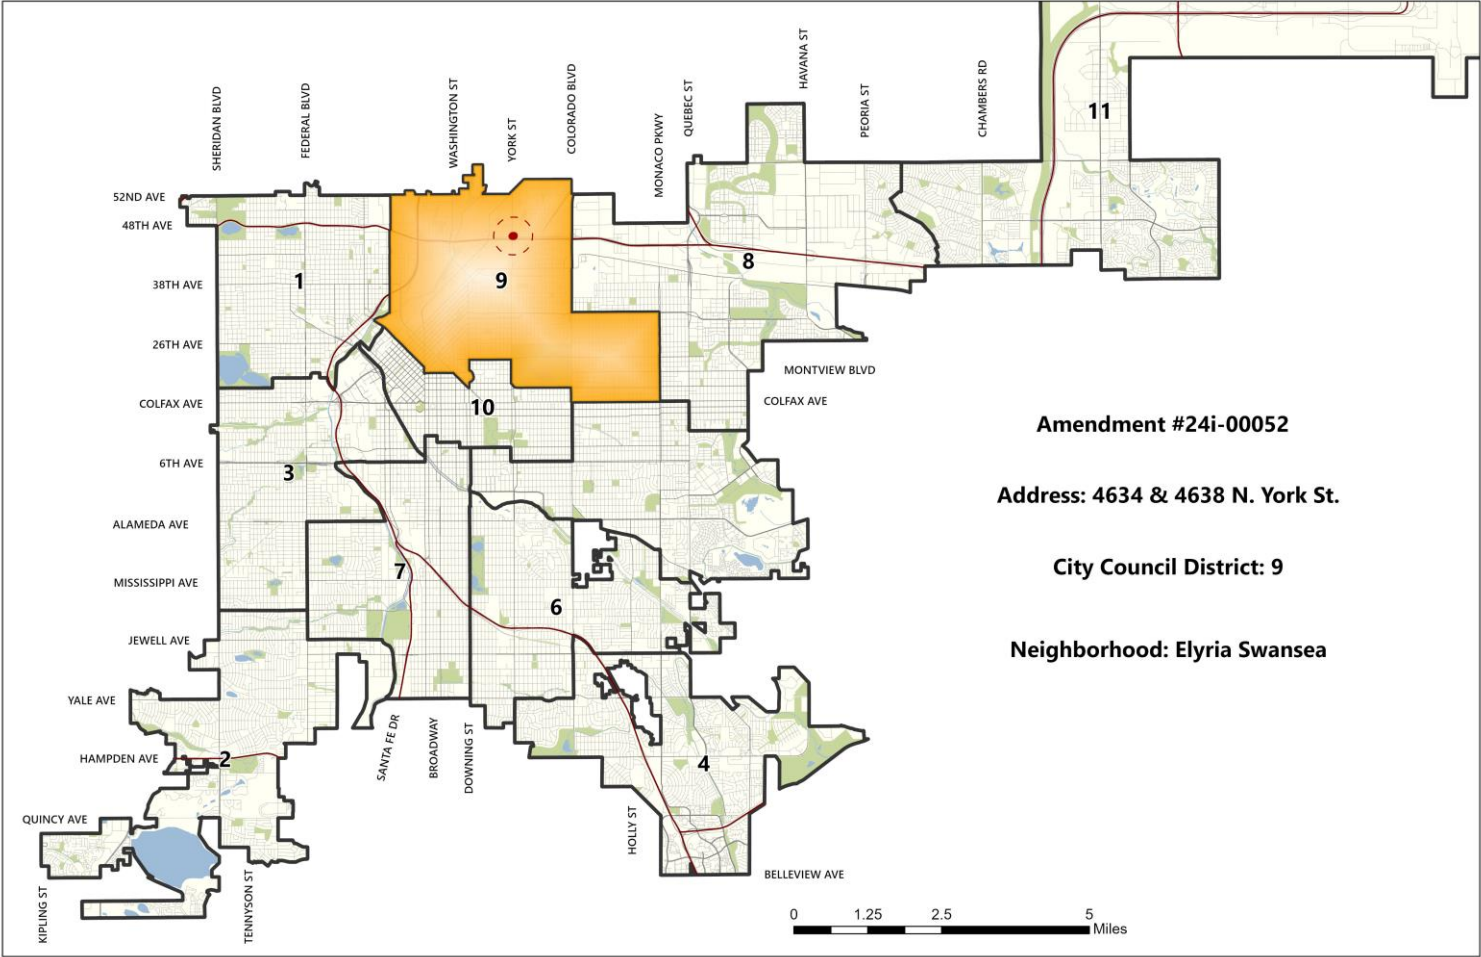 SHERIDAN BLVD
FEDERAL BLVD
WASHINGTON ST
YORK ST
COLORADO BLVD
MONACO PKWY
QUEBEC ST
HAVANA ST
PEORIA ST
CHAMBERS RD
11
52ND AVE
48TH AVE
8
1
9
38TH AVE
26TH AVE
MONTVIEW BLVD
COLFAX AVE
COLFAX AVE
10
Amendment #24i-00052
6TH AVE
3
Address: 4634 & 4638 N. York St.
ALAMEDA AVE
City Council District: 9
7
MISSISSIPPI AVE
6
JEWELL AVE
Neighborhood: Elyria Swansea
YALE AVE
SANTA FE DR
BROADWAY
DOWNING ST
HAMPDEN AVE
2
4
QUINCY AVE
HOLLY ST
BELLEVIEW AVE
KIPLING ST
TENNYSON ST
0 1.25 2.5 5
Miles